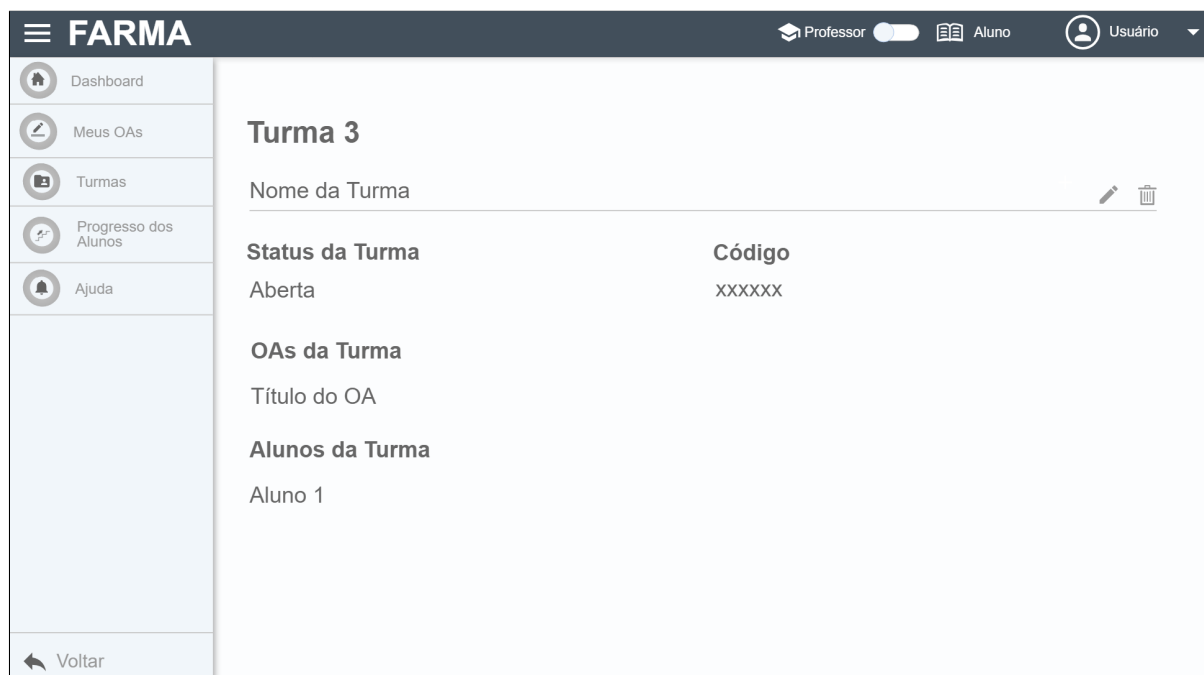 FARMA
Professor
Aluno
Usuário
Dashboard
Meus OAs
Turmas
Progresso dos
Alunos
Ajuda
Voltar
Turma 3
Nome da Turma
Status da Turma
Código
Aberta
xxxxxx
OAs da Turma
Título do OA
Alunos da Turma
Aluno 1